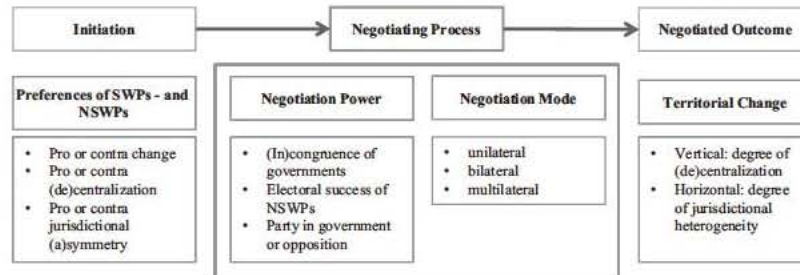 Initiation
Negotiating Process
Negotiated Outcome
Preferences of SWPs - and
NSWPs
• Pro or contra change
• Pro or contra
(de)centralization
• Pro or contra
jurisdictional
(a)symmetry
Negotiation Power
• (In)congruence of
governments
• Electoral success of
NSWPs
• Party in government
or opposition
Negotiation Mode
• unilateral
• bilateral
• multilateral
Territorial Change
• Vertical: degree of
(de)centralization
• Horizontal: degree
of jurisdictional
heterogeneity